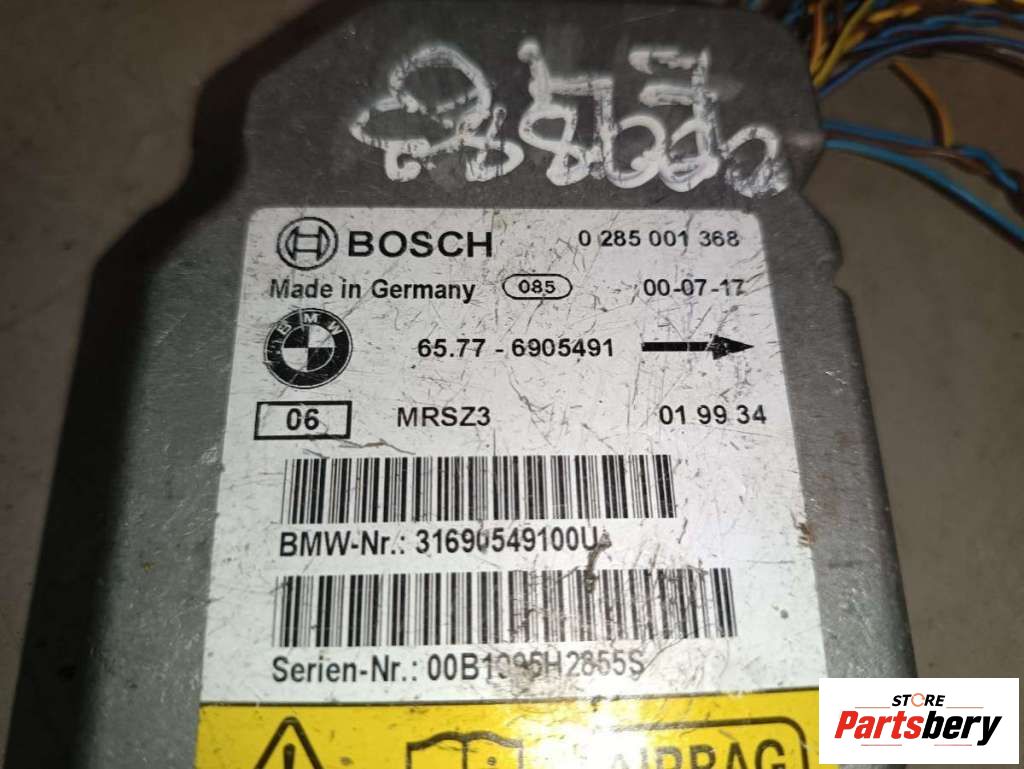 BOSCH 0 285 001 368
Made in Germany 085 00-07-17
BMW
65.77 - 6905491
06 MRSZ3 01 99 34
BMW-Nr.: 31690549100U
Serien-Nr.:
AIRBAG
STORE
Partsbery